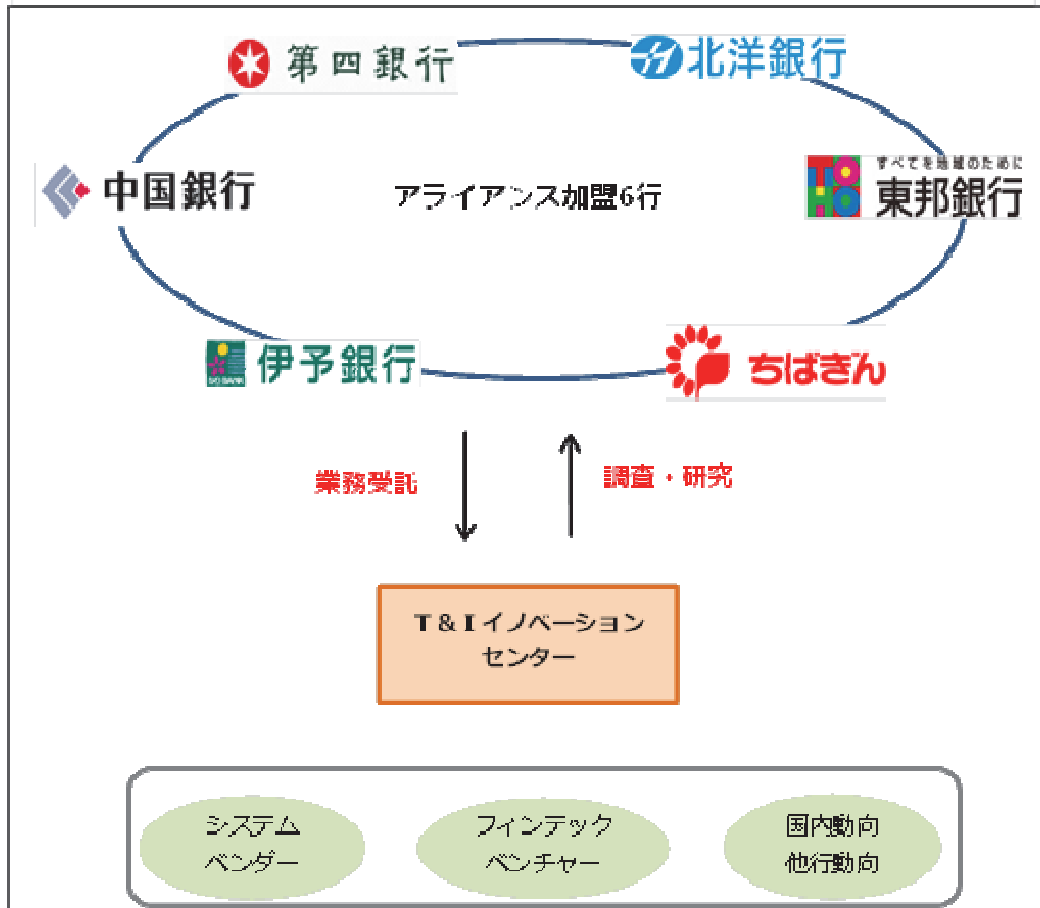 第四銀行
北洋銀行
中国銀行
アライアンス加盟6行
すべてを地域のために
TOHO
東邦銀行
伊予銀行
ちばぎん
業務受託
調査・研究
T&Iイノベーション
センター
システム
ベンダー
フィンテック
ベンチャー
国内動向
他行動向